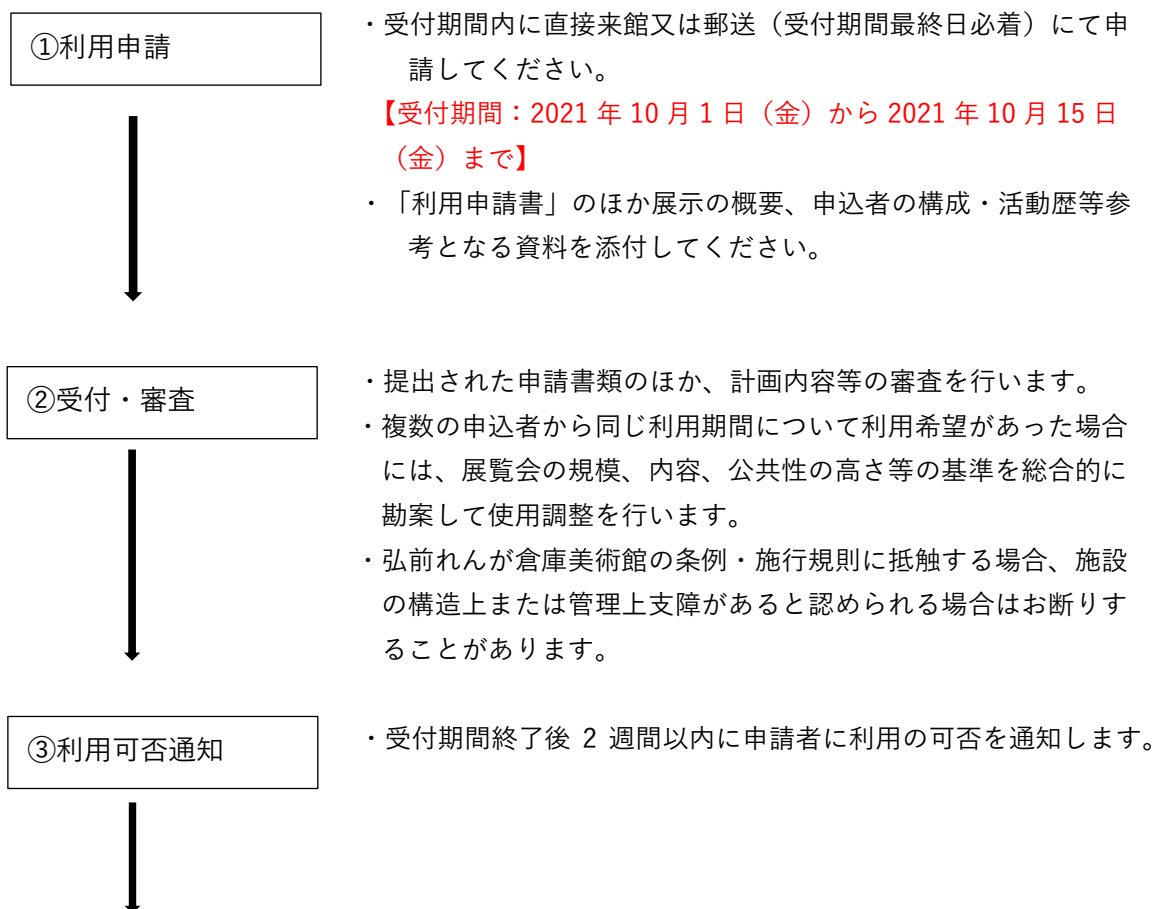 ①利用申請
・受付期間内に直接来館又は郵送（受付期間最終日必着）にて申
請してください。
【受付期間：2021 年 10 月 1 日（金）から 2021 年 10 月 15 日
（金）まで】
・「利用申請書」のほか展示の概要、申込者の構成・活動歴等参
考となる資料を添付してください。
②受付・審査
・提出された申請書類のほか、計画内容等の審査を行います。
・複数の申込者から同じ利用期間について利用希望があった場合
には、展覧会の規模、内容、公共性の高さ等の基準を総合的に
勘案して使用調整を行います。
・弘前れんが倉庫美術館の条例・施行規則に抵触する場合、施設
の構造上または管理上支障があると認められる場合はお断りす
ることがあります。
③利用可否通知
・受付期間終了後 2 週間以内に申請者に利用の可否を通知します。